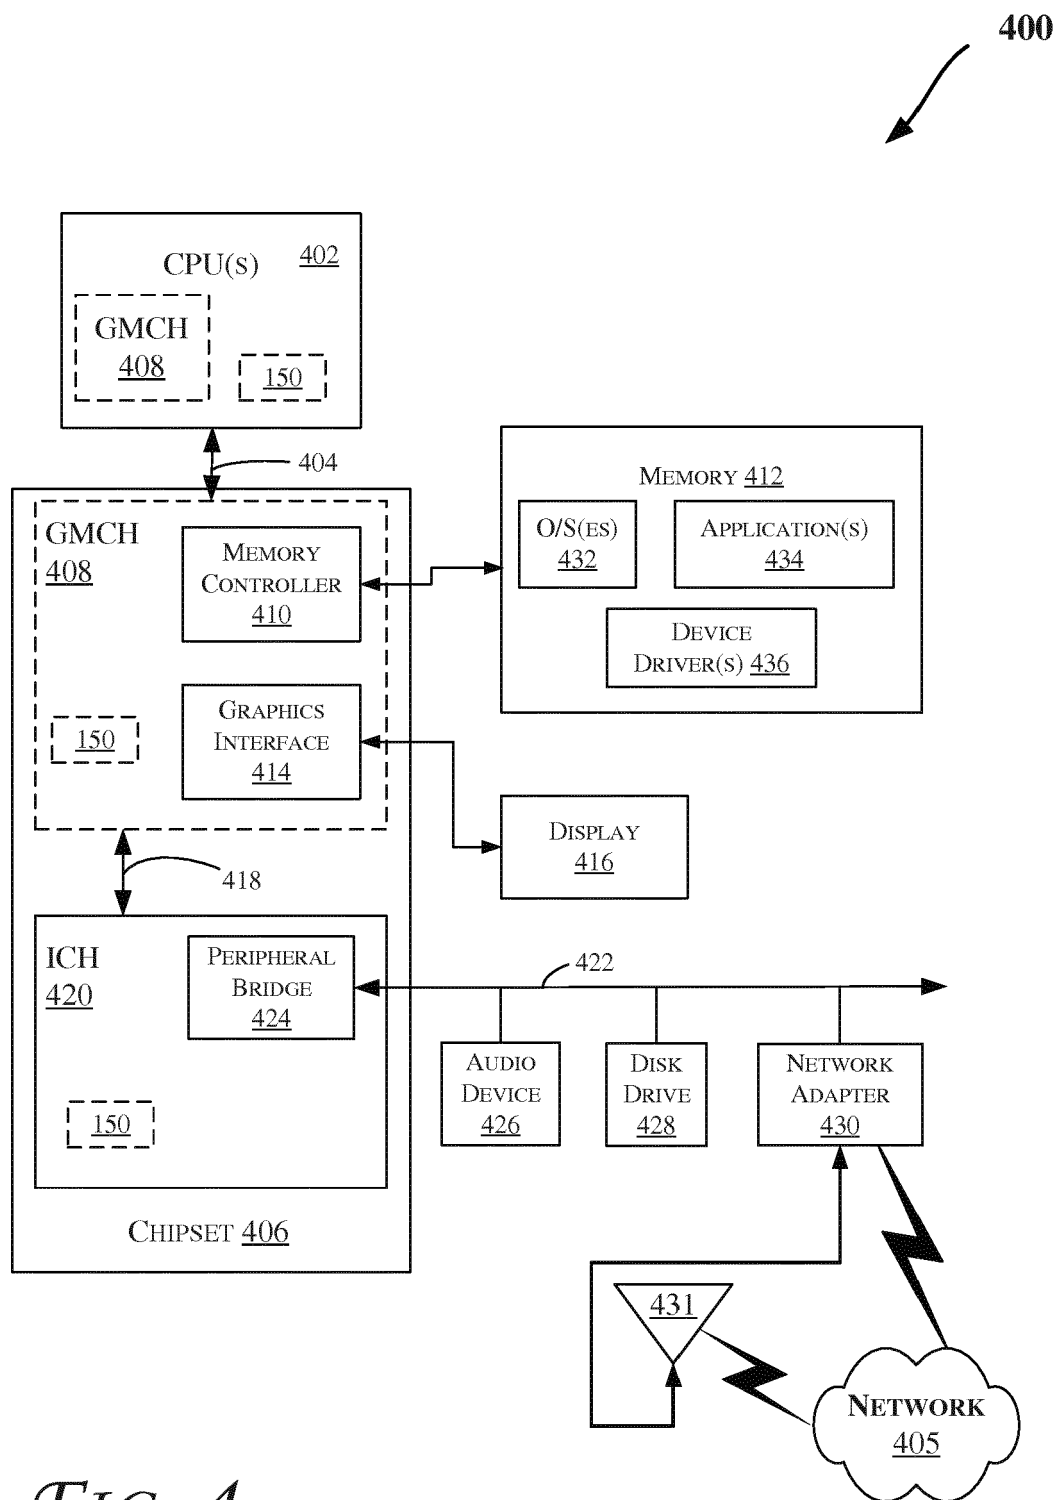 400
CPU(S) 402
GMCH
408
150
404
GMCH
408
MEMORY
CONTROLLER
410
MEMORY 412
O/S(ES)
432
APPLICATION(S)
434
DEVICE
DRIVER(S) 436
GRAPHICS
INTERFACE
414
150
DISPLAY
416
418
ICH
420
PERIPHERAL
BRIDGE
424
422
AUDIO
DEVICE
426
DISK
DRIVE
428
NETWORK
ADAPTER
430
150
CHIPSET 406
431
NETWORK
405
FIG. 4